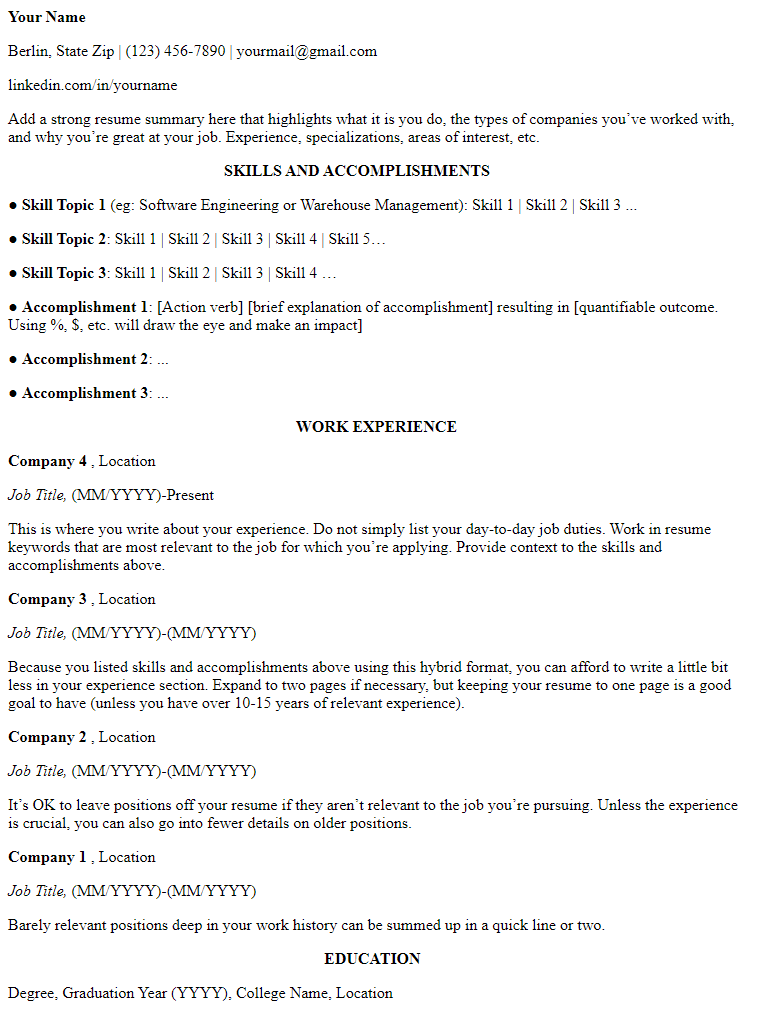 Your Name
Berlin, State Zip | (123) 456-7890 | yourmail@gmail.com
linkedin.com/in/yourname
Add a strong resume summary here that highlights what it is you do, the types of companies you’ve worked with,
and why you’re great at your job. Experience, specializations, areas of interest, etc.
SKILLS AND ACCOMPLISHMENTS
● Skill Topic 1 (eg: Software Engineering or Warehouse Management): Skill 1 | Skill 2 | Skill 3 ...
● Skill Topic 2: Skill 1 | Skill 2 | Skill 3 | Skill 4 | Skill 5…
● Skill Topic 3: Skill 1 | Skill 2 | Skill 3 | Skill 4 …
● Accomplishment 1: [Action verb] [brief explanation of accomplishment] resulting in [quantifiable outcome.
Using %, $, etc. will draw the eye and make an impact]
● Accomplishment 2: ...
● Accomplishment 3: ...
WORK EXPERIENCE
Company 4 , Location
Job Title, (MM/YYYY)-Present
This is where you write about your experience. Do not simply list your day-to-day job duties. Work in resume
keywords that are most relevant to the job for which you’re applying. Provide context to the skills and
accomplishments above.
Company 3 , Location
Job Title, (MM/YYYY)-(MM/YYYY)
Because you listed skills and accomplishments above using this hybrid format, you can afford to write a little bit
less in your experience section. Expand to two pages if necessary, but keeping your resume to one page is a good
goal to have (unless you have over 10-15 years of relevant experience).
Company 2 , Location
Job Title, (MM/YYYY)-(MM/YYYY)
It’s OK to leave positions off your resume if they aren’t relevant to the job you’re pursuing. Unless the experience
is crucial, you can also go into fewer details on older positions.
Company 1 , Location
Job Title, (MM/YYYY)-(MM/YYYY)
Barely relevant positions deep in your work history can be summed up in a quick line or two.
EDUCATION
Degree, Graduation Year (YYYY), College Name, Location